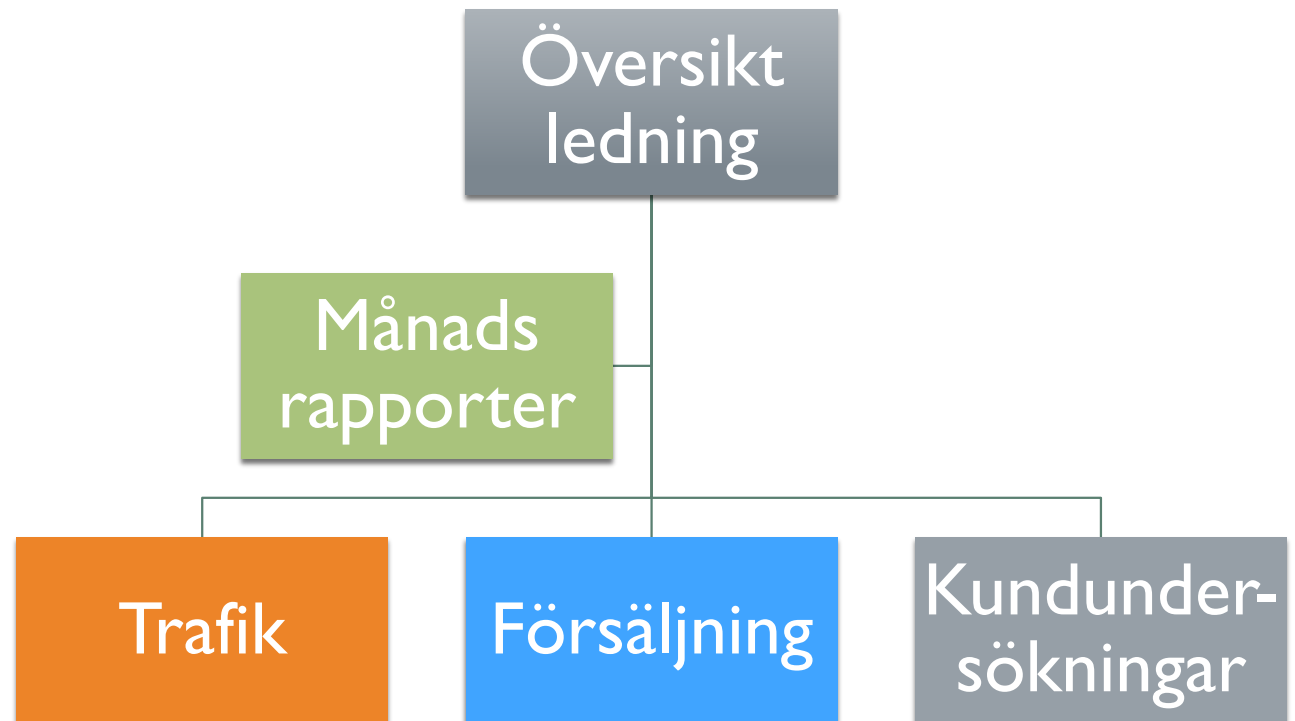 Översikt
ledning
Månads
rapporter
Trafik
Försäljning
Kundunder-
sökningar